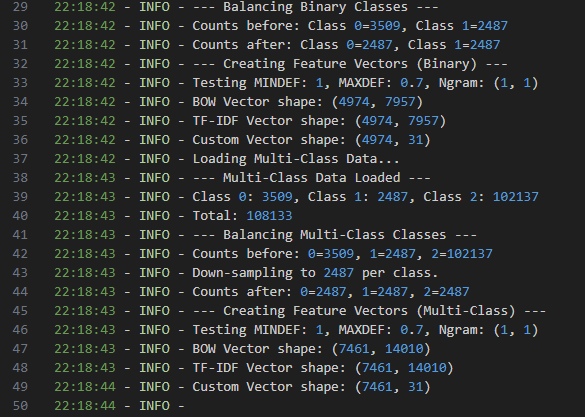 29 22:18:42 - INFO - --- Balancing Binary Classes ---
30 22:18:42 - INFO - Counts before: Class 0=3509, Class 1=2487
31 22:18:42 - INFO - Counts after: Class 0=2487, Class 1=2487
32 22:18:42 - INFO - --- Creating Feature Vectors (Binary) ---
33 22:18:42 - INFO - Testing MINDEF: 1, MAXDEF: 0.7, Ngram: (1, 1)
34 22:18:42 - INFO - BOW Vector shape: (4974, 7957)
35 22:18:42 - INFO - TF-IDF Vector shape: (4974, 7957)
36 22:18:42 - INFO - Custom Vector shape: (4974, 31)
37 22:18:42 - INFO - Loading Multi-Class Data...
38 22:18:43 - INFO - --- Multi-Class Data Loaded ---
39 22:18:43 - INFO - Class 0: 3509, Class 1: 2487, Class 2: 102137
40 22:18:43 - INFO - Total: 108133
41 22:18:43 - INFO - --- Balancing Multi-Class Classes ---
42 22:18:43 - INFO - Counts before: 0=3509, 1=2487, 2=102137
43 22:18:43 - INFO - Down-sampling to 2487 per class.
44 22:18:43 - INFO - Counts after: 0=2487, 1=2487, 2=2487
45 22:18:43 - INFO - --- Creating Feature Vectors (Multi-Class) ---
46 22:18:43 - INFO - Testing MINDEF: 1, MAXDEF: 0.7, Ngram: (1, 1)
47 22:18:43 - INFO - BOW Vector shape: (7461, 14010)
48 22:18:43 - INFO - TF-IDF Vector shape: (7461, 14010)
49 22:18:44 - INFO - Custom Vector shape: (7461, 31)
50 22:18:44 - INFO -